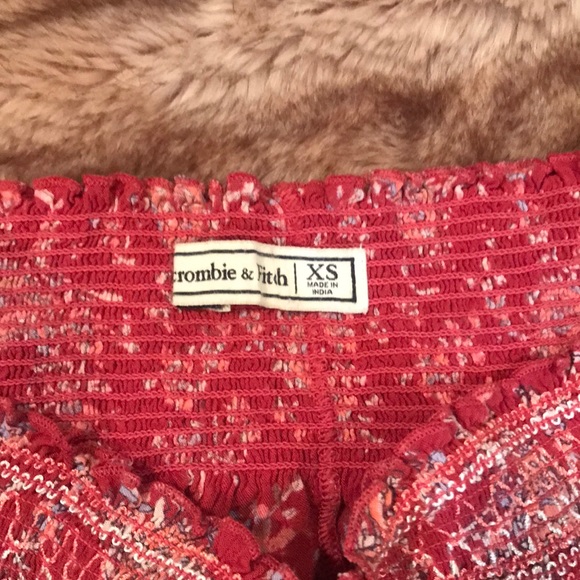 crombie & Fitch
XS
MADE IN
INDIA